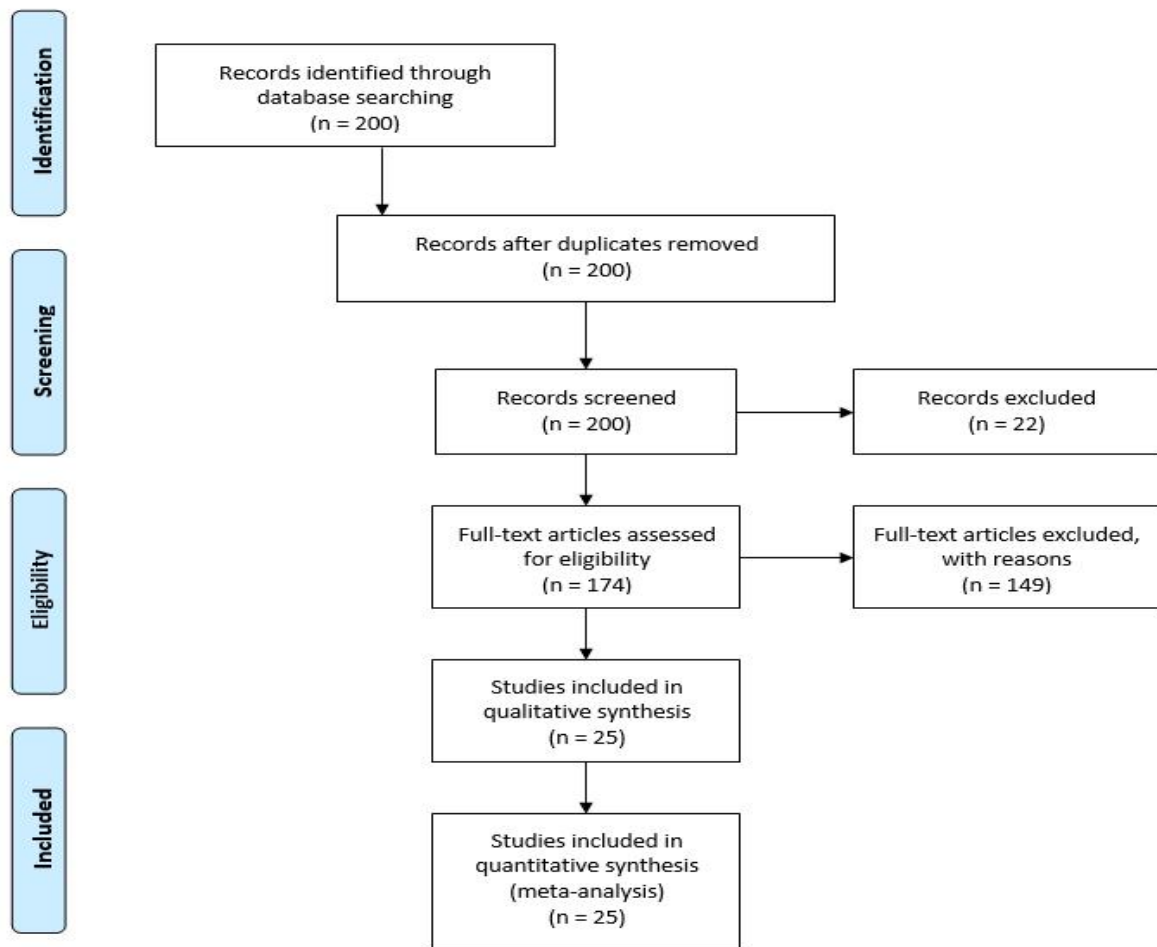 Identification
Records identified through
database searching
(n = 200)
Records after duplicates removed
(n = 200)
Screening
Records screened
(n = 200)
Records excluded
(n = 22)
Eligibility
Full-text articles assessed
for eligibility
(n = 174)
Full-text articles excluded,
with reasons
(n = 149)
Studies included in
qualitative synthesis
(n = 25)
Included
Studies included in
quantitative synthesis
(meta-analysis)
(n = 25)